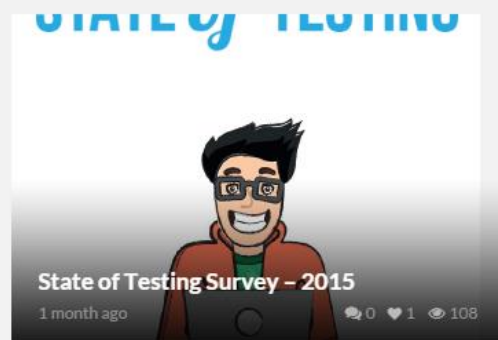 STATE of TESTING
State of Testing Survey – 2015
1 month ago 0 1 108